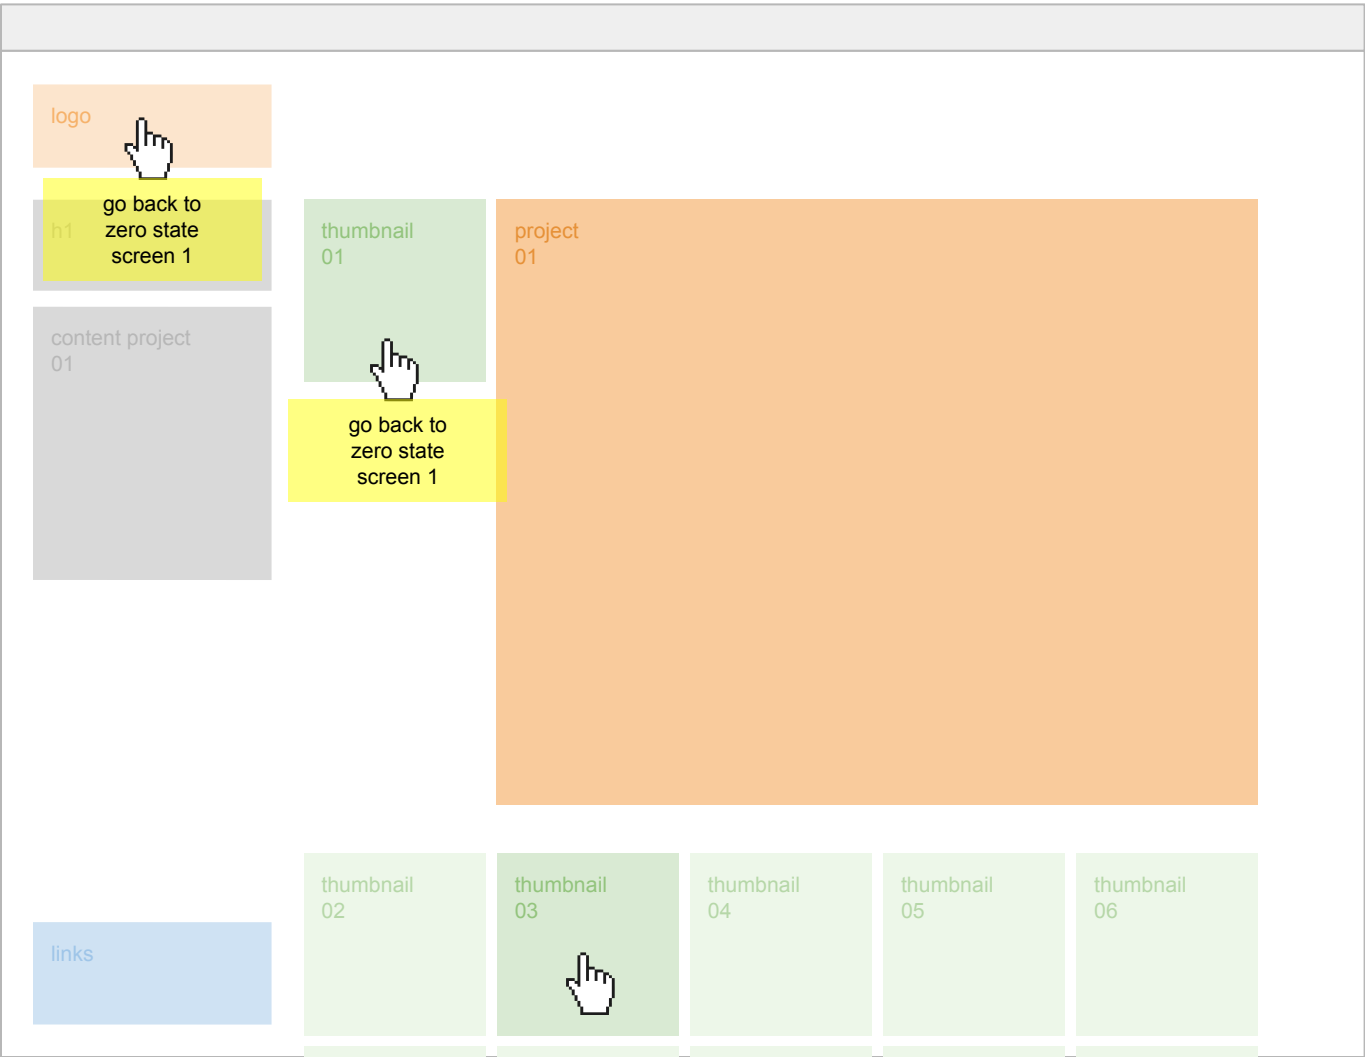 logo
go back to
zero state
screen 1
h1
content project
01
thumbnail
01
go back to
zero state
screen 1
project
01
thumbnail
02
thumbnail
03
thumbnail
04
thumbnail
05
thumbnail
06
links